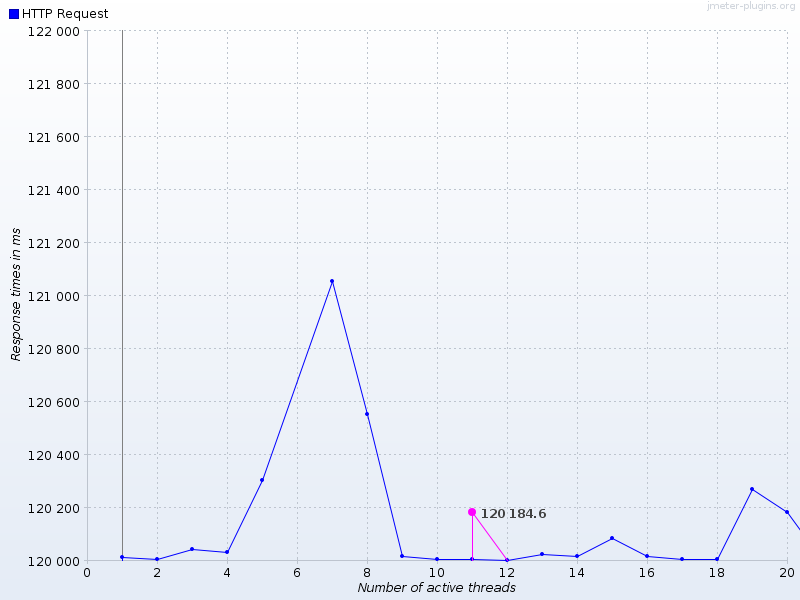 HTTP Request
jmeter-plugins.org
122 000
121 800
121 600
121 400
121 200
121 000
120 800
120 600
120 400
120 200
120 000
Response times in ms
120 184.6
0 2 4 6 8 10 12 14 16 18 20
Number of active threads